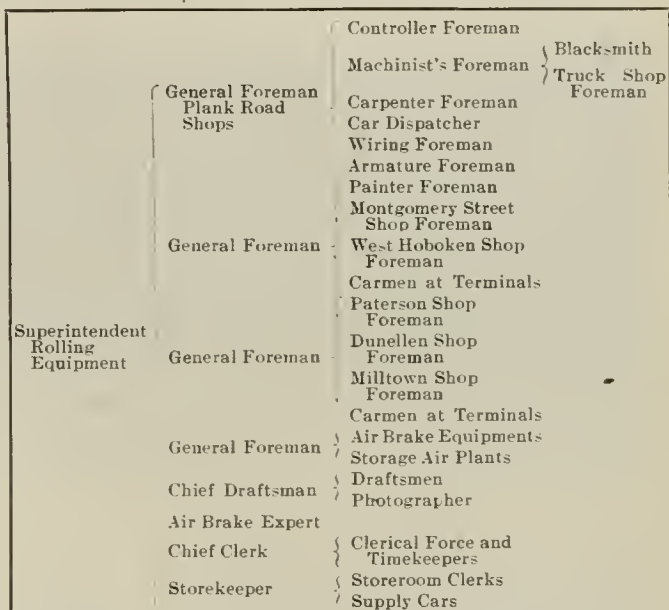 Controller Foreman
Machinist's Foreman
Blacksmith
Truck Shop
Foreman
General Foreman
Plank Road
Shops
Carpenter Foreman
Car Dispatcher
Wiring Foreman
Armature Foreman
Painter Foreman
Montgomery Street
Shop Foreman
General Foreman
West Hoboken Shop
Foreman
Carmen at Terminals
Paterson Shop
Foreman
Superintendent
Rolling
Equipment
General Foreman
Dunellen Shop
Foreman
Milltown Shop
Foreman
Carmen at Terminals
General Foreman
Air Brake Equipments
Storage Air Plants
Chief Draftsman
Draftsmen
Photographer
Air Brake Expert
Chief Clerk
Clerical Force and
Timekeepers
Storekeeper
Storeroom Clerks
Supply Cars